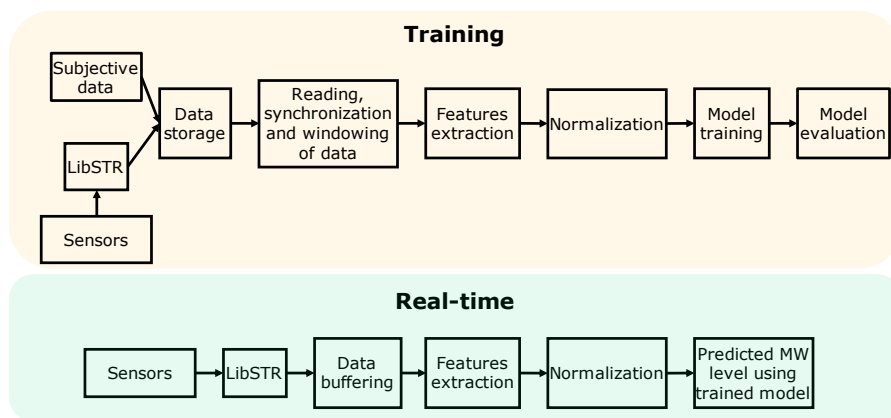 Training
Subjective
data
LibSTR
Sensors
Data
storage
Reading,
synchronization
and windowing
of data
Features
extraction
Normalization
Model
training
Model
evaluation
Real-time
Sensors
LibSTR
Data
buffering
Features
extraction
Normalization
Predicted MW
level using
trained model